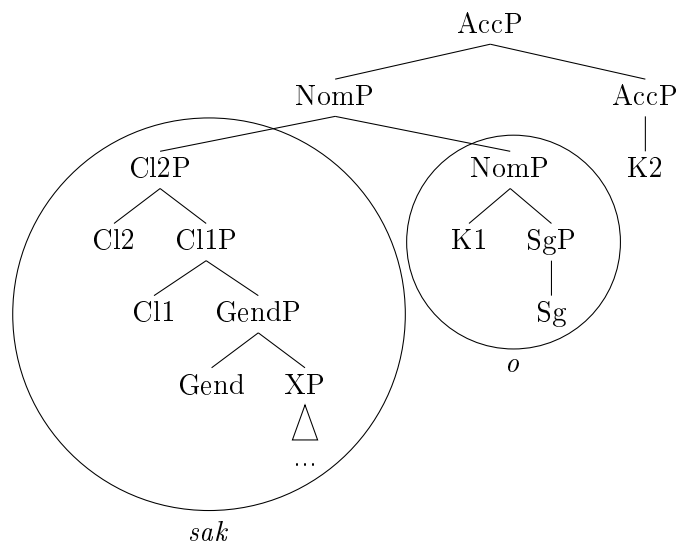 AccP
NomP AccP
Cl2P NomP K2
Cl2 Cl1P K1 SgP
Cl1 GendP Sg
o
Gend XP
...
sak